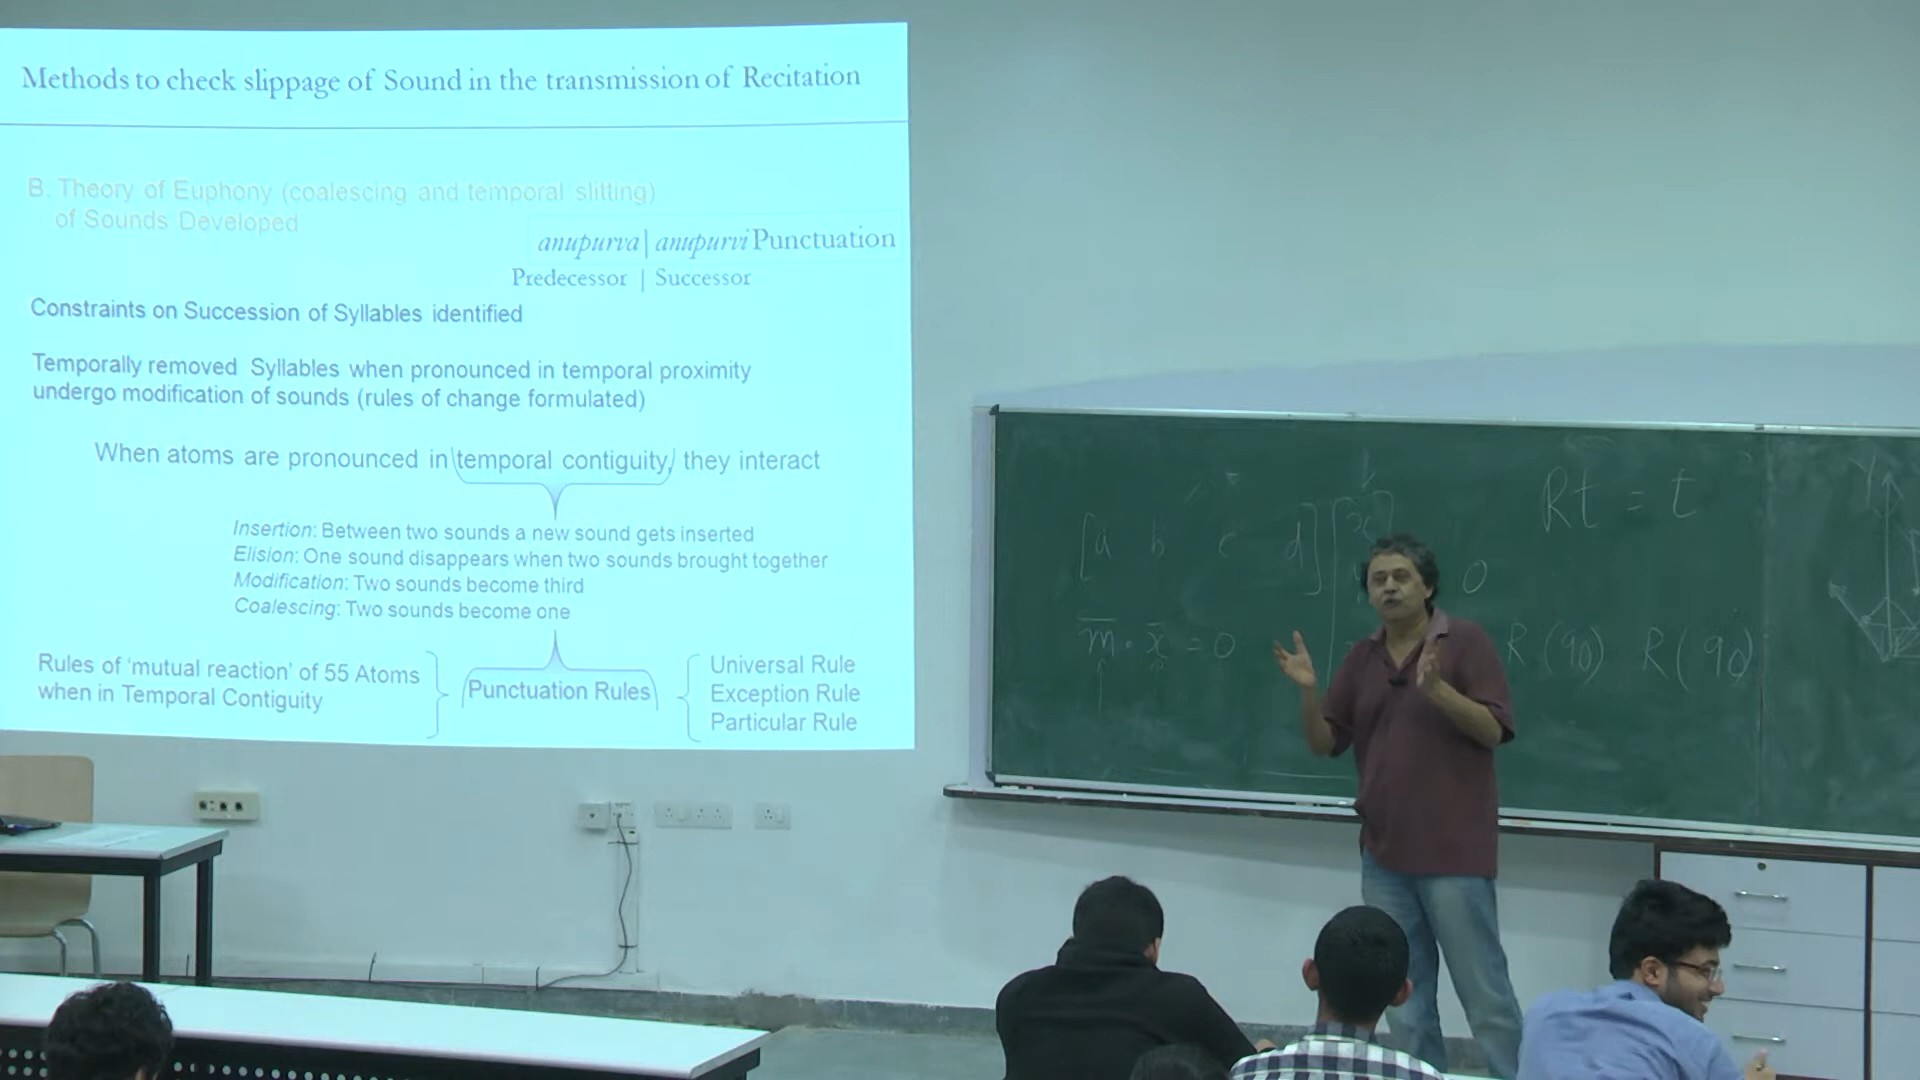 Methods to check slippage of Sound in the transmission of Recitation
B. Theory of Euphony (coalescing and temporal slitting)
of Sounds Developed
anupurva | anupurvi Punctuation
Predecessor | Successor
Constraints on Succession of Syllables identified
Temporally removed Syllables when pronounced in temporal proximity
undergo modification of sounds (rules of change formulated)
When atoms are pronounced in temporal contiguity, they interact
Insertion: Between two sounds a new sound gets inserted
Elision: One sound disappears when two sounds brought together
Modification: Two sounds become third
Coalescing: Two sounds become one
Rules of 'mutual reaction' of 55 Atoms
when in Temporal Contiguity
Punctuation Rules
Universal Rule
Exception Rule
Particular Rule
Rt = t
[a b c d]
0
m · x = 0
R (90) R (90)
Y